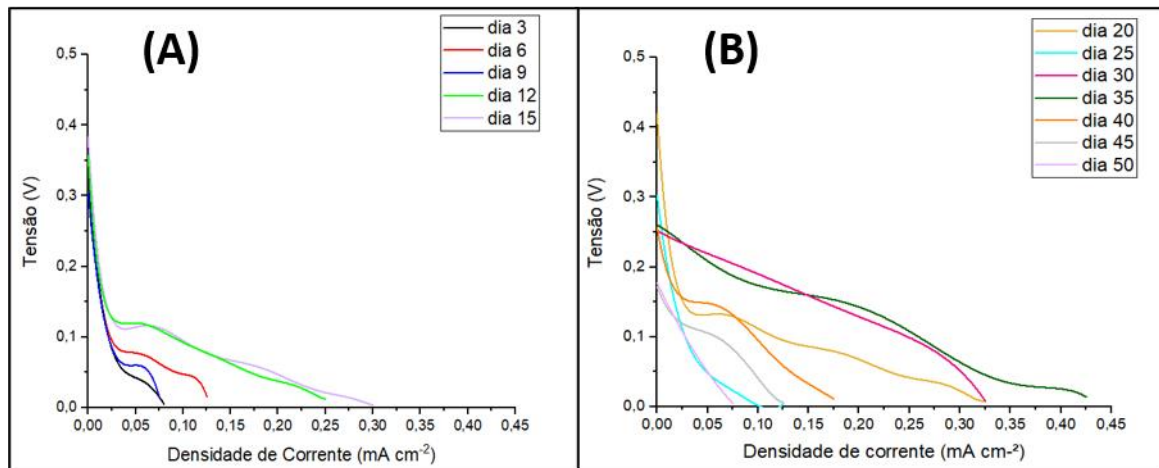 (A)
dia 3
dia 6
dia 9
dia 12
dia 15
0.5
0.4
0.3
0.2
0.1
0.0
Tensão (V)
0,00 0,05 0,10 0,15 0,20 0,25 0,30 0,35 0,40 0,45
Densidade de Corrente (mA cm⁻²)
(B)
dia 20
dia 25
dia 30
dia 35
dia 40
dia 45
dia 50
0,5
0,4
0,3
0,2
0,1
0,0
Tensão (V)
0,00 0,05 0,10 0,15 0,20 0,25 0,30 0,35 0,40 0,45
Densidade de corrente (mA cm-²)